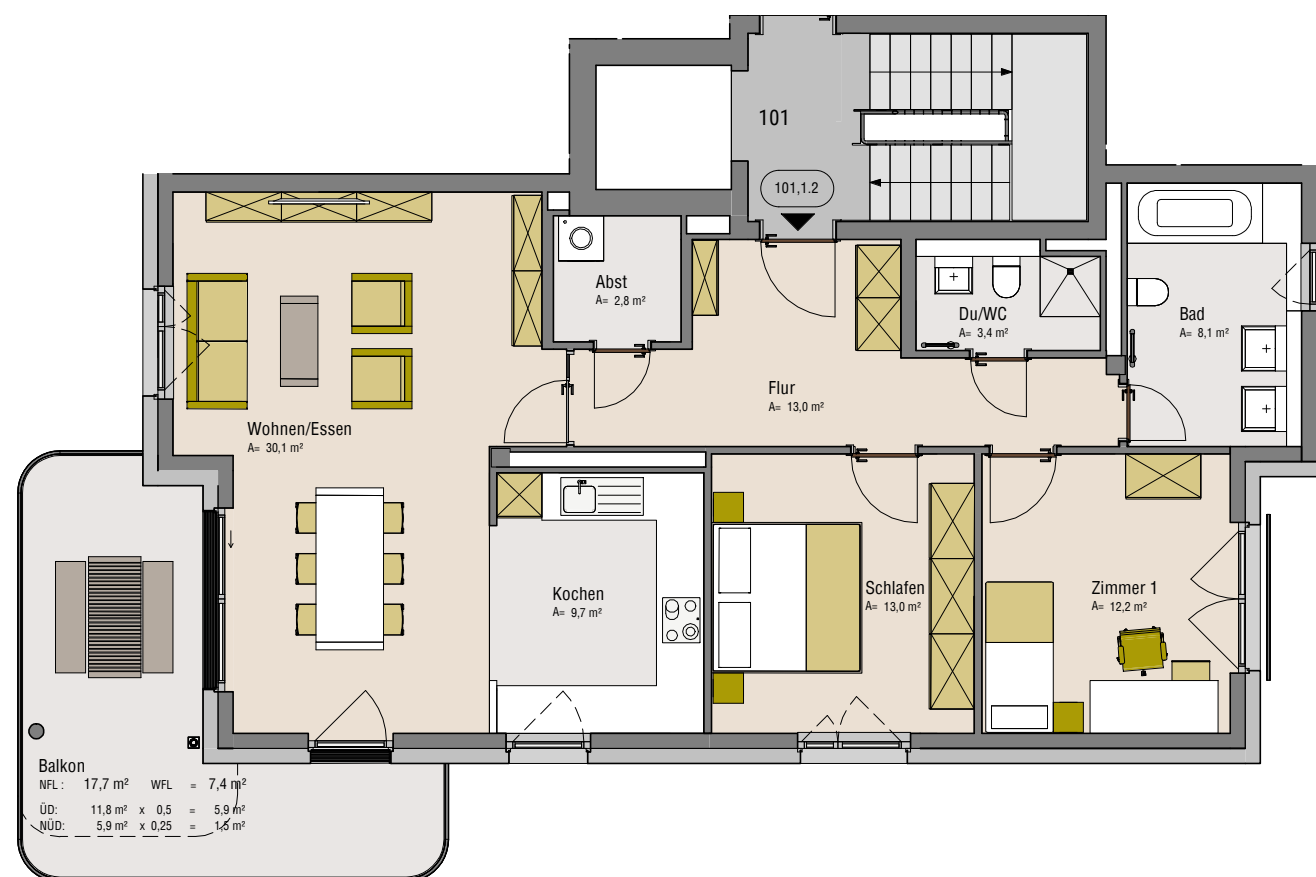 101
101,1.2
Abst
A= 2,8 m²
Du/WC
A= 3,4 m²
Bad
A= 8,1 m²
Flur
A= 13,0 m²
Wohnen/Essen
A= 30,1 m²
Kochen
A= 9,7 m²
Schlafen
A= 13,0 m²
Zimmer 1
A= 12,2 m²
Balkon
NFL : 17,7 m² WFL = 7,4 m²
ÜD: 11,8 m² x 0,5 = 5,9 m²
NÜD: 5,9 m² x 0,25 = 1,5 m²